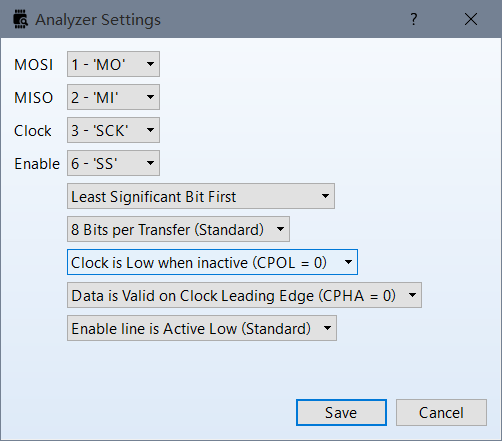 Analyzer Settings ?
MOSI 1 - 'MO'
MISO 2 - 'MI'
Clock 3 - 'SCK'
Enable 6 - 'SS'
Least Significant Bit First
8 Bits per Transfer (Standard)
Clock is Low when inactive (CPOL = 0)
Data is Valid on Clock Leading Edge (CPHA = 0)
Enable line is Active Low (Standard)
Save Cancel